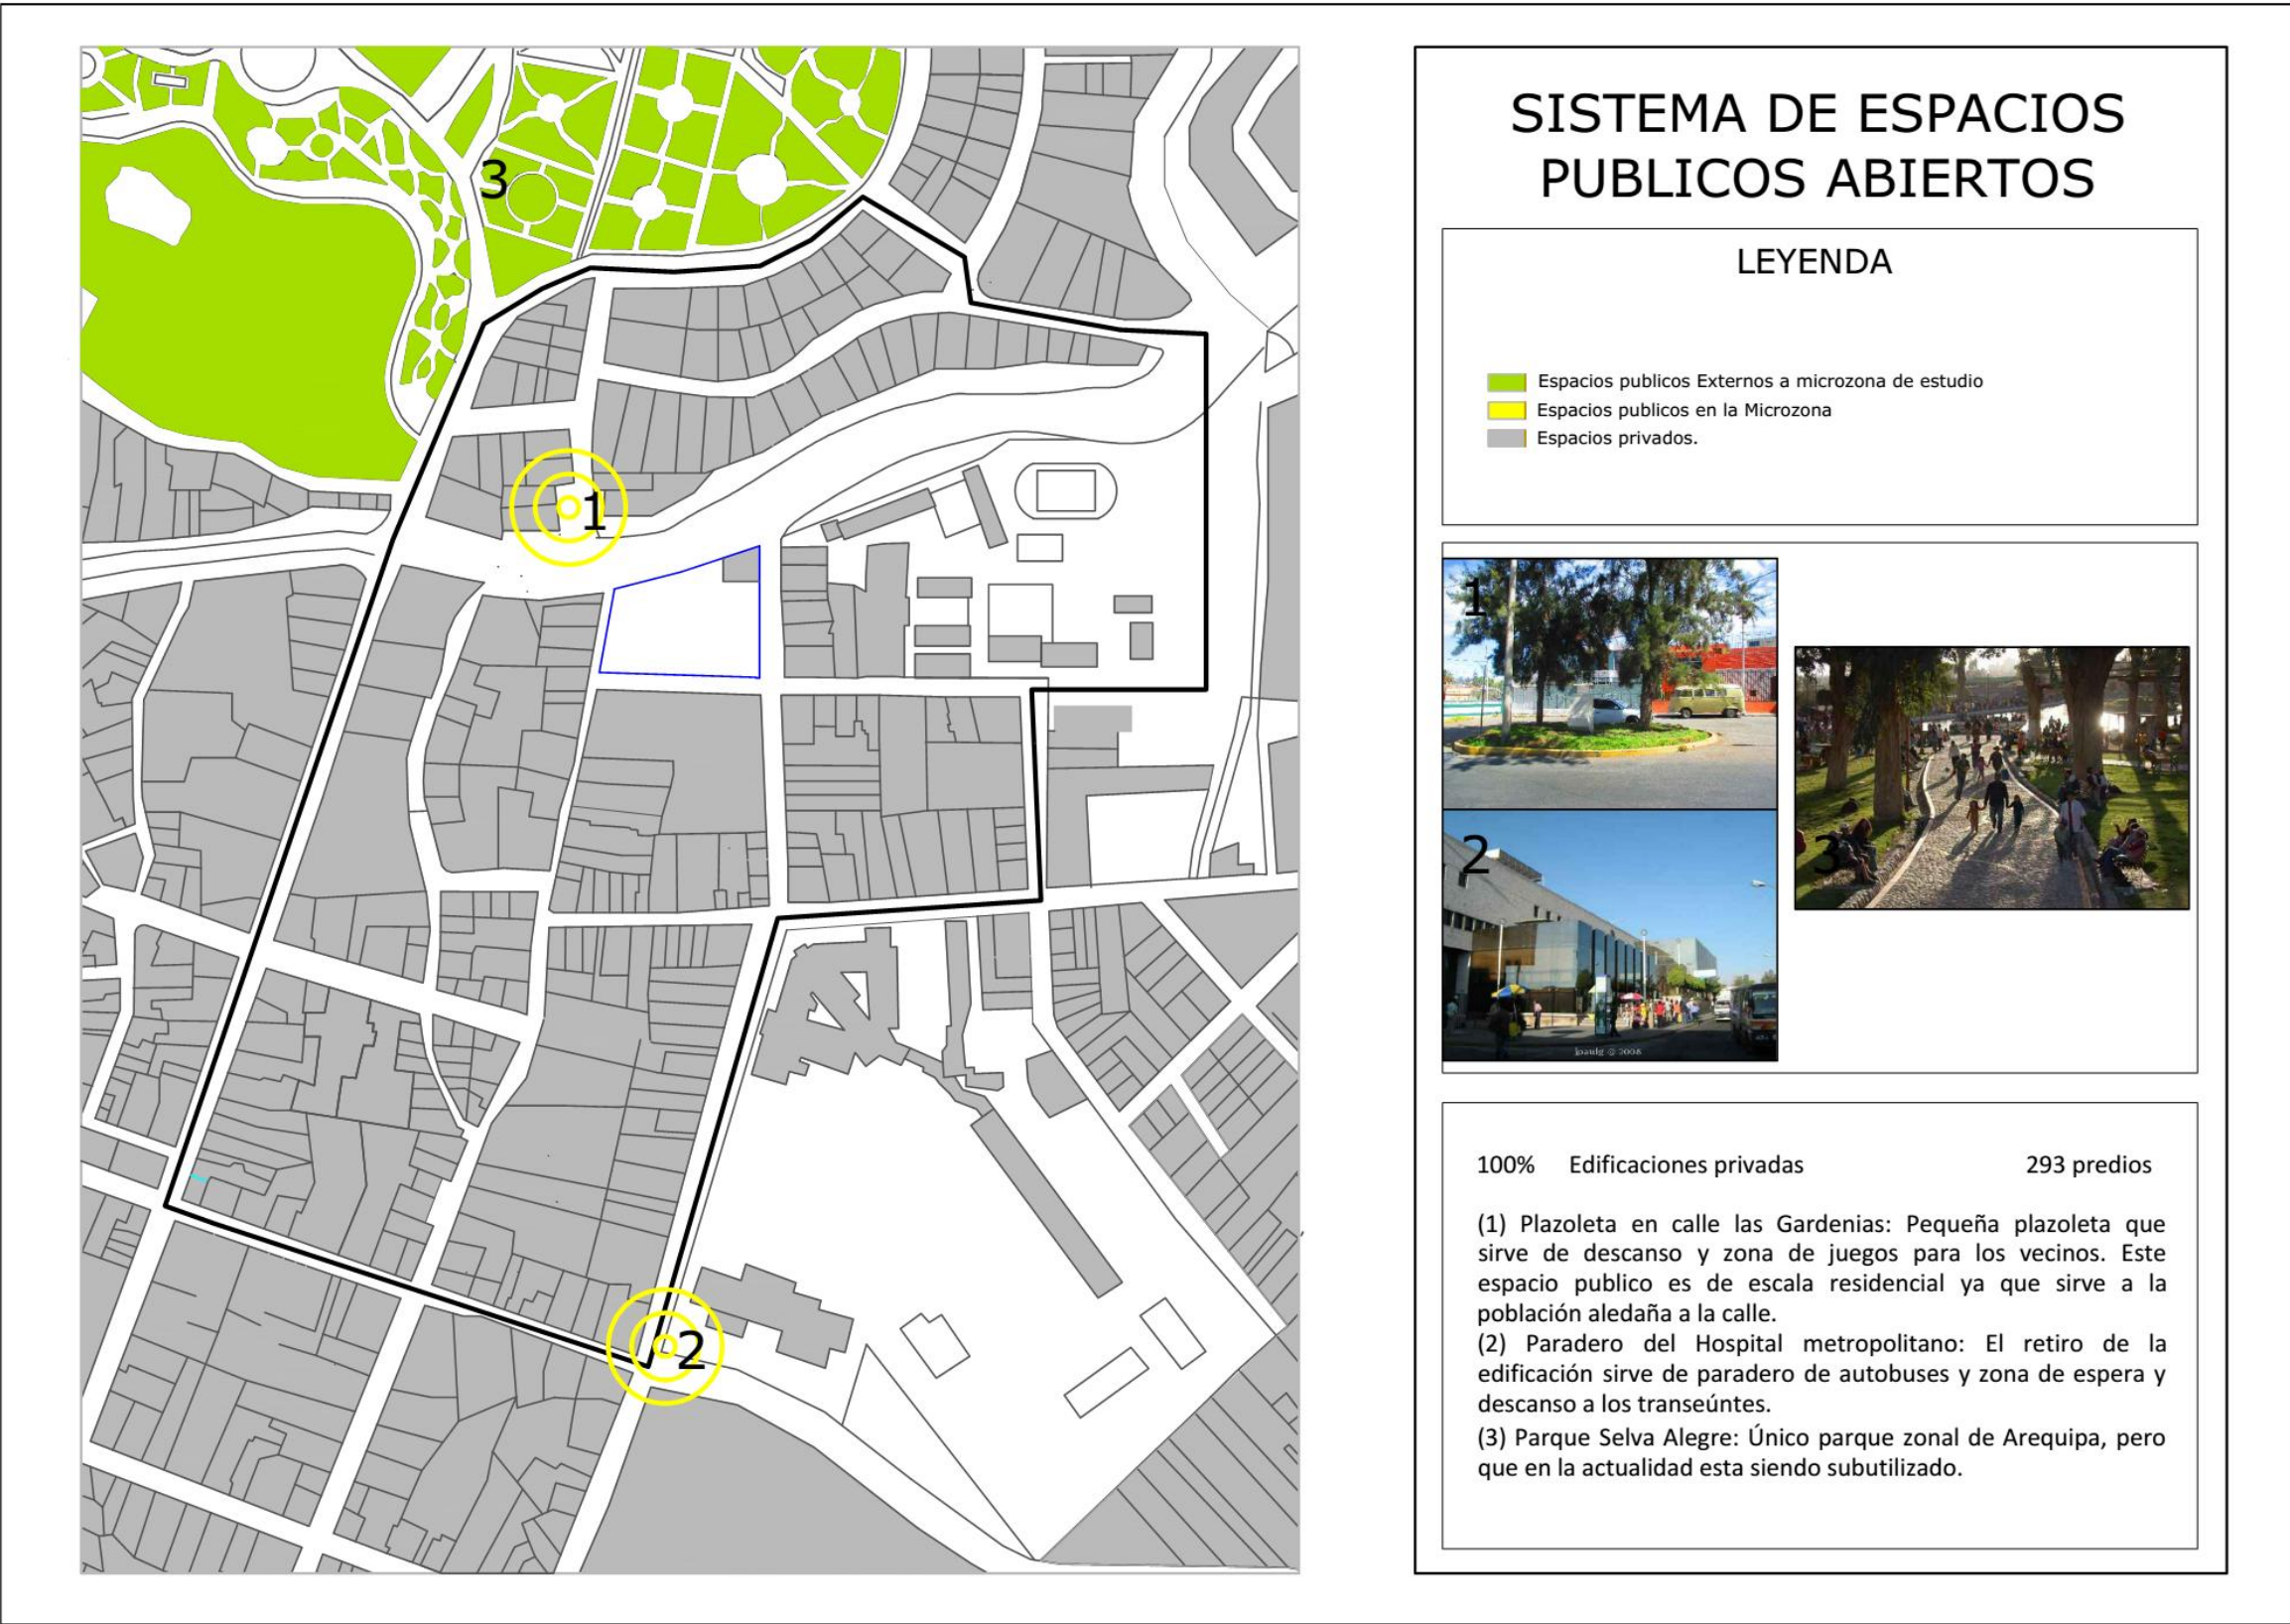 SISTEMA DE ESPACIOS
PUBLICOS ABIERTOS
LEYENDA
Espacios publicos Externos a microzona de estudio
Espacios publicos en la Microzona
Espacios privados.
3
1
2
1
2
3
jpaulg @ 2008
100% Edificaciones privadas 293 predios
(1) Plazoleta en calle las Gardenias: Pequeña plazoleta que
sirve de descanso y zona de juegos para los vecinos. Este
espacio publico es de escala residencial ya que sirve a la
población aledaña a la calle.
(2) Paradero del Hospital metropolitano: El retiro de la
edificación sirve de paradero de autobuses y zona de espera y
descanso a los transeúntes.
(3) Parque Selva Alegre: Único parque zonal de Arequipa, pero
que en la actualidad esta siendo subutilizado.